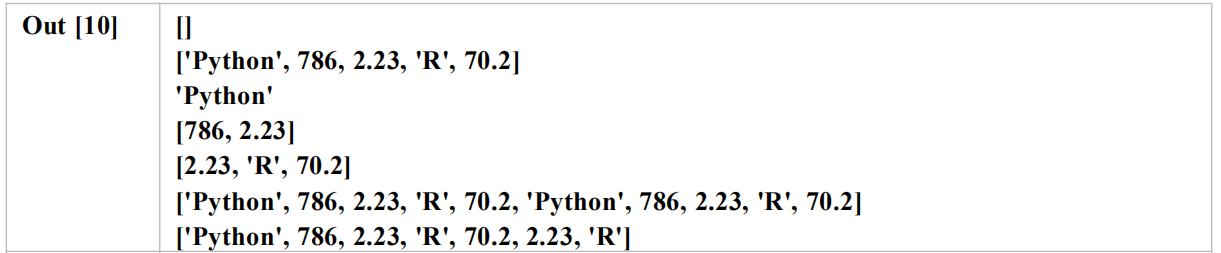 Out [10]
[]
['Python', 786, 2.23, 'R', 70.2]
'Python'
[786, 2.23]
[2.23, 'R', 70.2]
['Python', 786, 2.23, 'R', 70.2, 'Python', 786, 2.23, 'R', 70.2]
['Python', 786, 2.23, 'R', 70.2, 2.23, 'R']